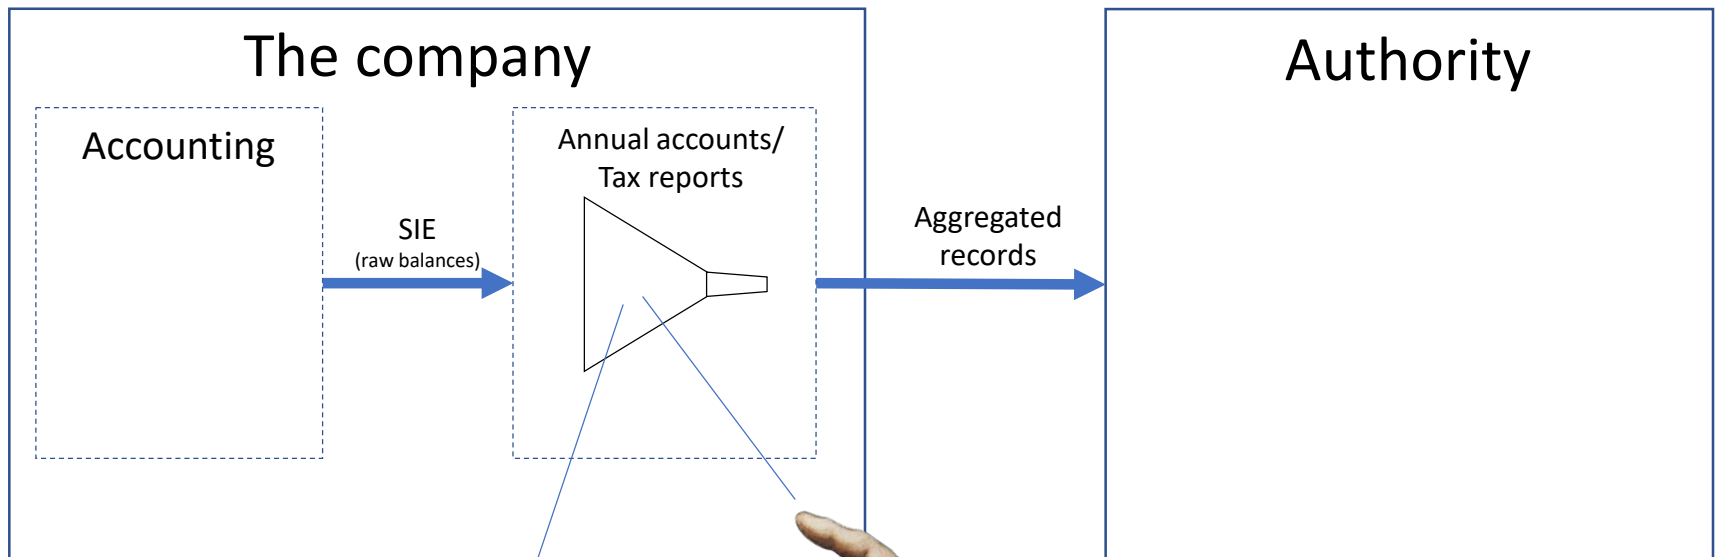 The company
Authority
Accounting
Annual accounts/
Tax reports
SIE
(raw balances)
Aggregated
records